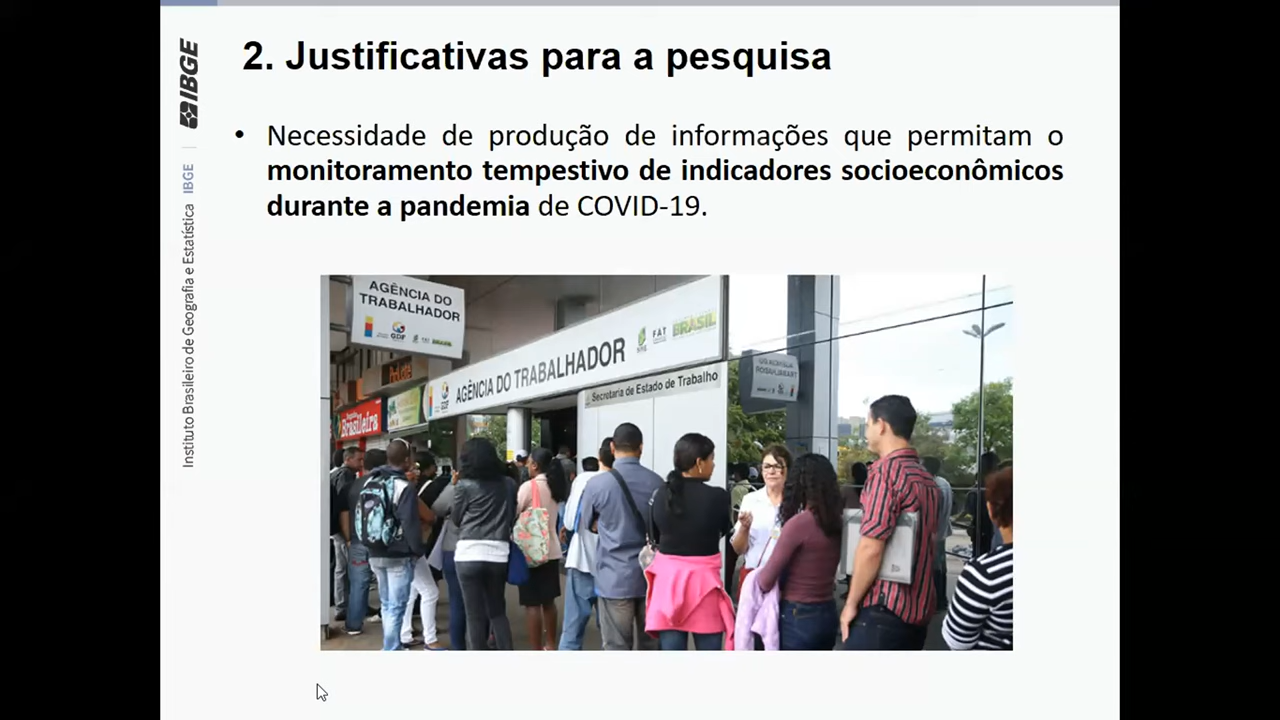 2. Justificativas para a pesquisa
IBGE
Instituto Brasileiro de Geografia e Estatística IBGE
• Necessidade de produção de informações que permitam o
monitoramento tempestivo de indicadores socioeconômicos
durante a pandemia de COVID-19.
AGÊNCIA DO
TRABALHADOR
GDF
BRASIL
AGÊNCIA DO TRABALHADOR
FAT
BRASIL
Secretaria de Estado de Trabalho
Brasileira